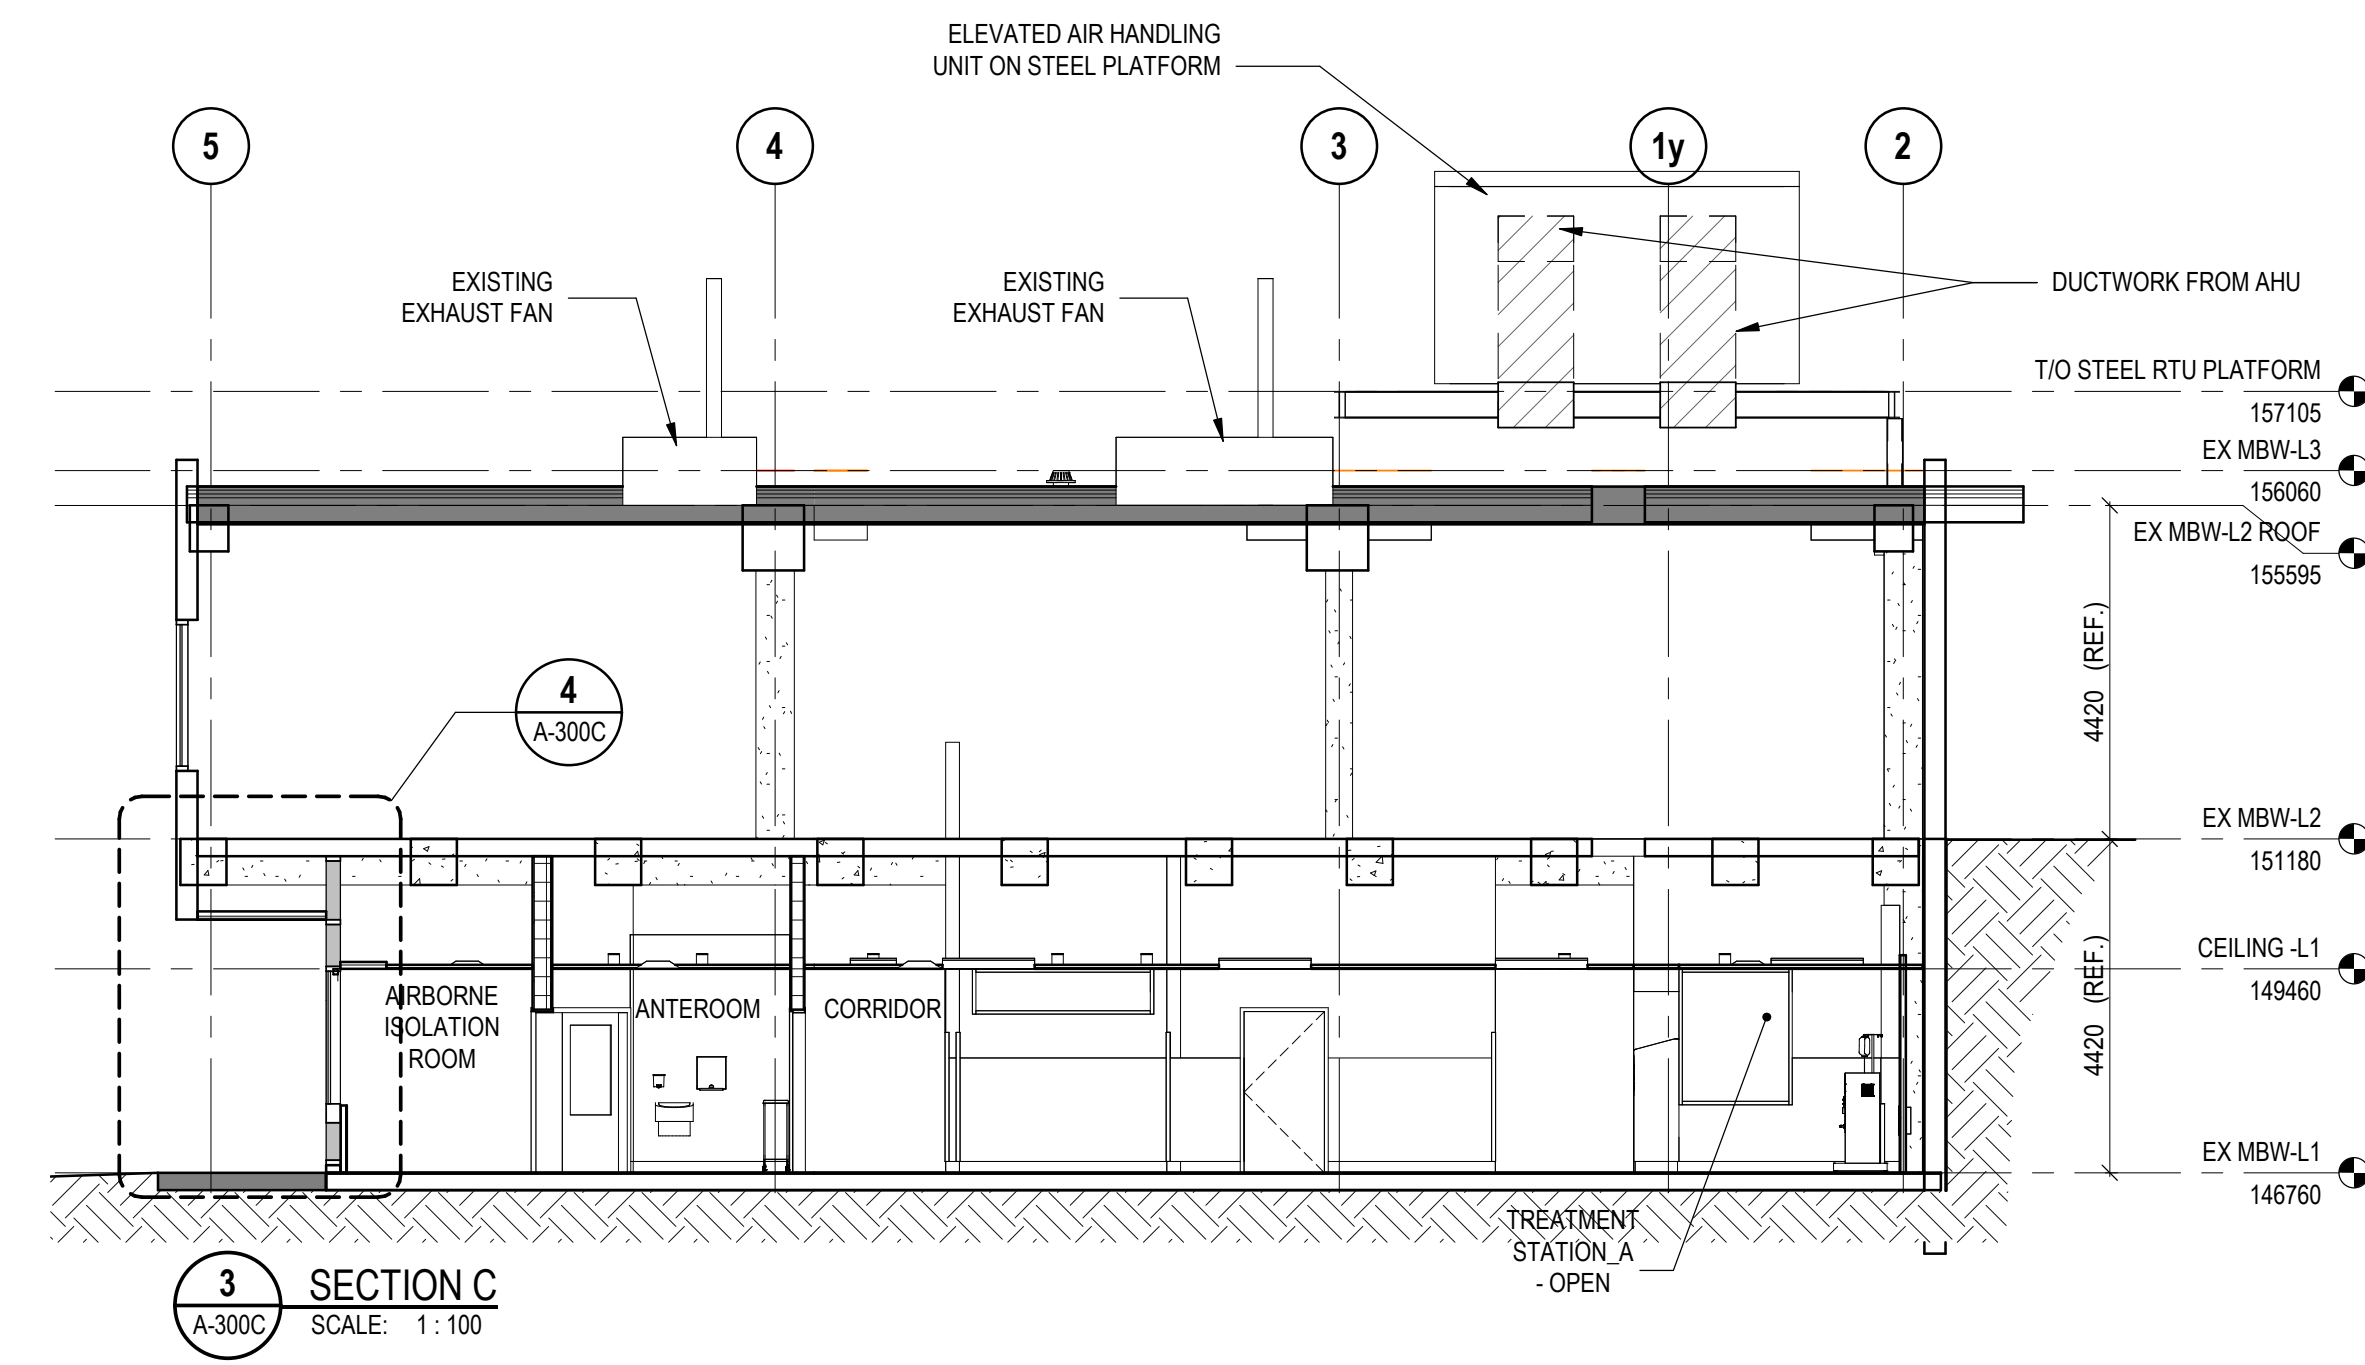 ELEVATED AIR HANDLING
UNIT ON STEEL PLATFORM
5
4
3
1y
2
EXISTING
EXHAUST FAN
EXISTING
EXHAUST FAN
DUCTWORK FROM AHU
T/O STEEL RTU PLATFORM
157105
EX MBW-L3
156060
EX MBW-L2 ROOF
155595
4420 (REF.)
4
A-300C
EX MBW-L2
151180
CEILING -L1
149460
4420 (REF.)
AIRBORNE
ISOLATION
ROOM
ANTEROOM
CORRIDOR
EX MBW-L1
146760
TREATMENT
STATION_A
- OPEN
3
A-300C
SECTION C
SCALE: 1 : 100